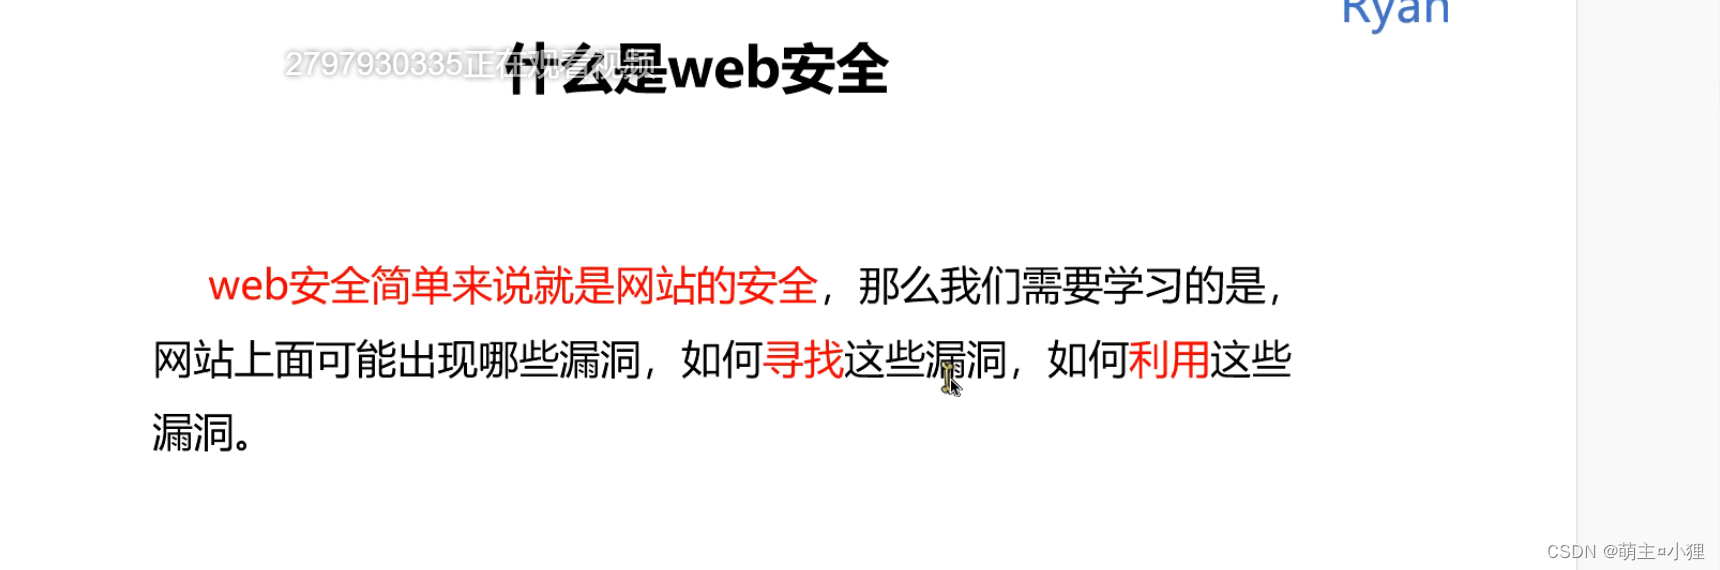 Ryan
2797930335正在观看视频
什么是web安全
web安全简单来说就是网站的安全，那么我们需要学习的是，
网站上面可能出现哪些漏洞，如何寻找这些漏洞，如何利用这些
漏洞。
CSDN @萌主¤小狸